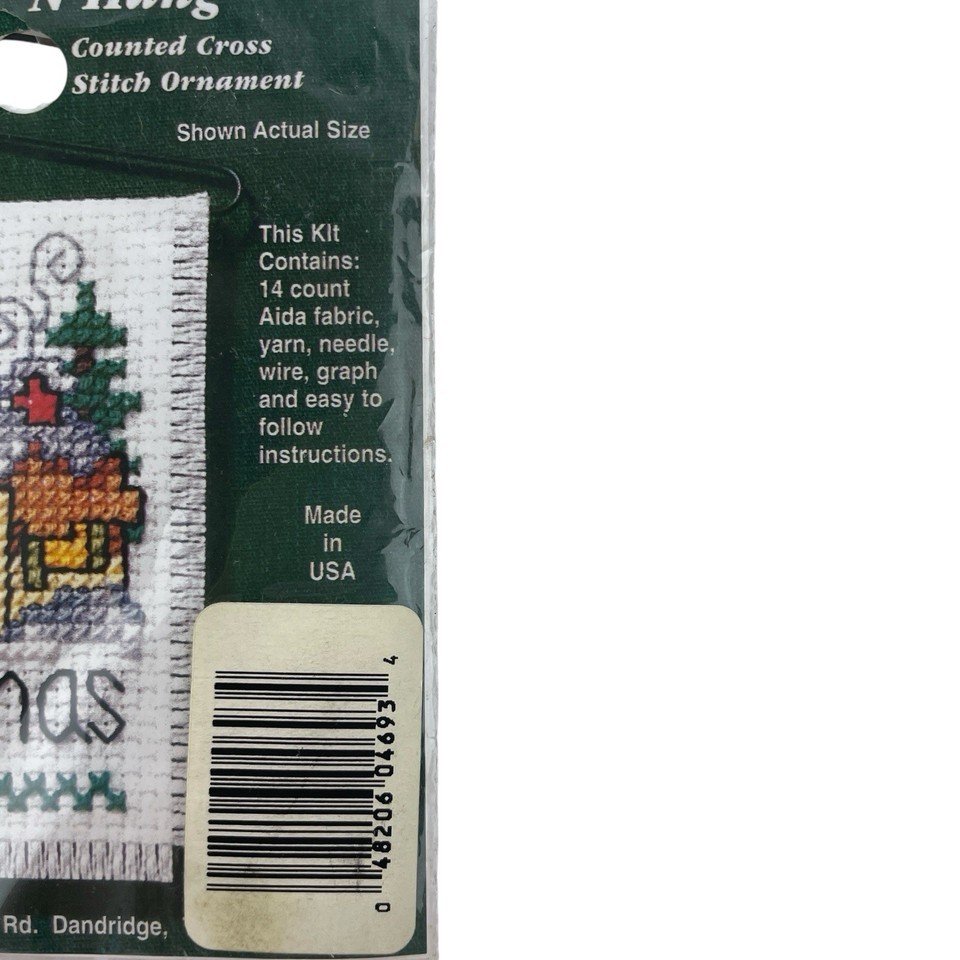 'N Hang
Counted Cross
Stitch Ornament
Shown Actual Size
This KIt
Contains:
14 count
Aida fabric,
yarn, needle,
wire, graph
and easy to
follow
instructions.
Made
in
USA
mas
0 48206 04693 4
Rd. Dandridge,